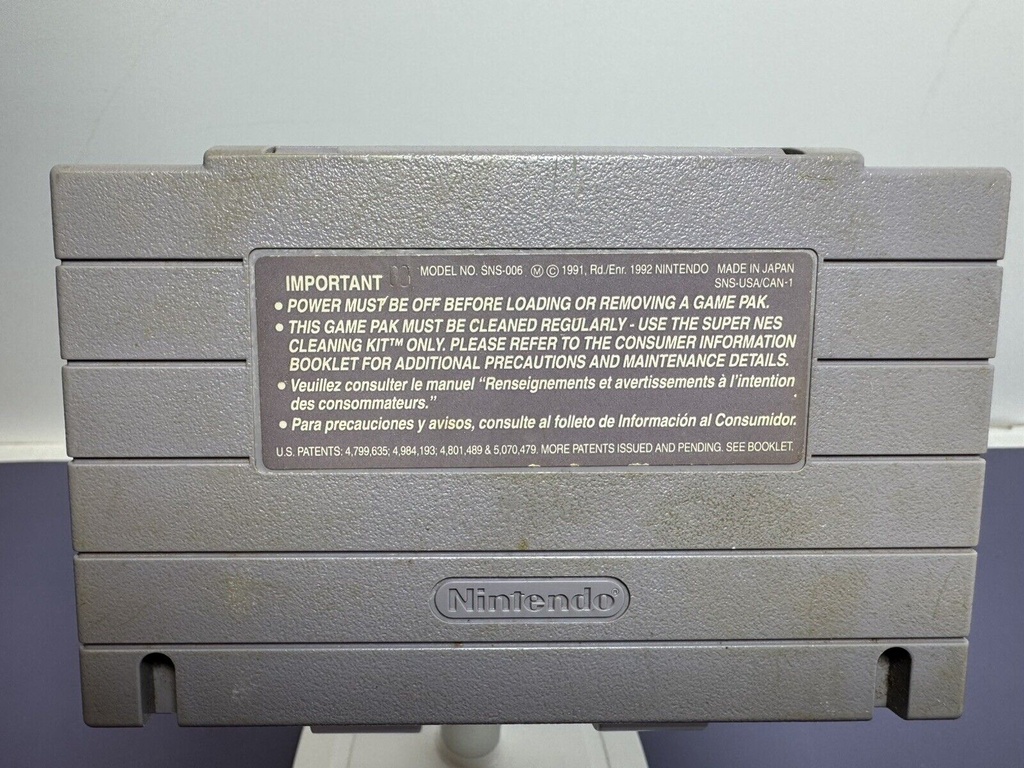 IMPORTANT MODEL NO. SNS-006 Ⓜ © 1991, Rd./Enr. 1992 NINTENDO MADE IN JAPAN
SNS-USA/CAN-1
• POWER MUST BE OFF BEFORE LOADING OR REMOVING A GAME PAK.
• THIS GAME PAK MUST BE CLEANED REGULARLY - USE THE SUPER NES
CLEANING KIT™ ONLY. PLEASE REFER TO THE CONSUMER INFORMATION
BOOKLET FOR ADDITIONAL PRECAUTIONS AND MAINTENANCE DETAILS.
• Veuillez consulter le manuel “Renseignements et avertissements à l'intention
des consommateurs.”
• Para precauciones y avisos, consulte al folleto de Información al Consumidor.
U.S. PATENTS: 4,799,635; 4,984,193; 4,801,489 & 5,070,479. MORE PATENTS ISSUED AND PENDING. SEE BOOKLET.
Nintendo®